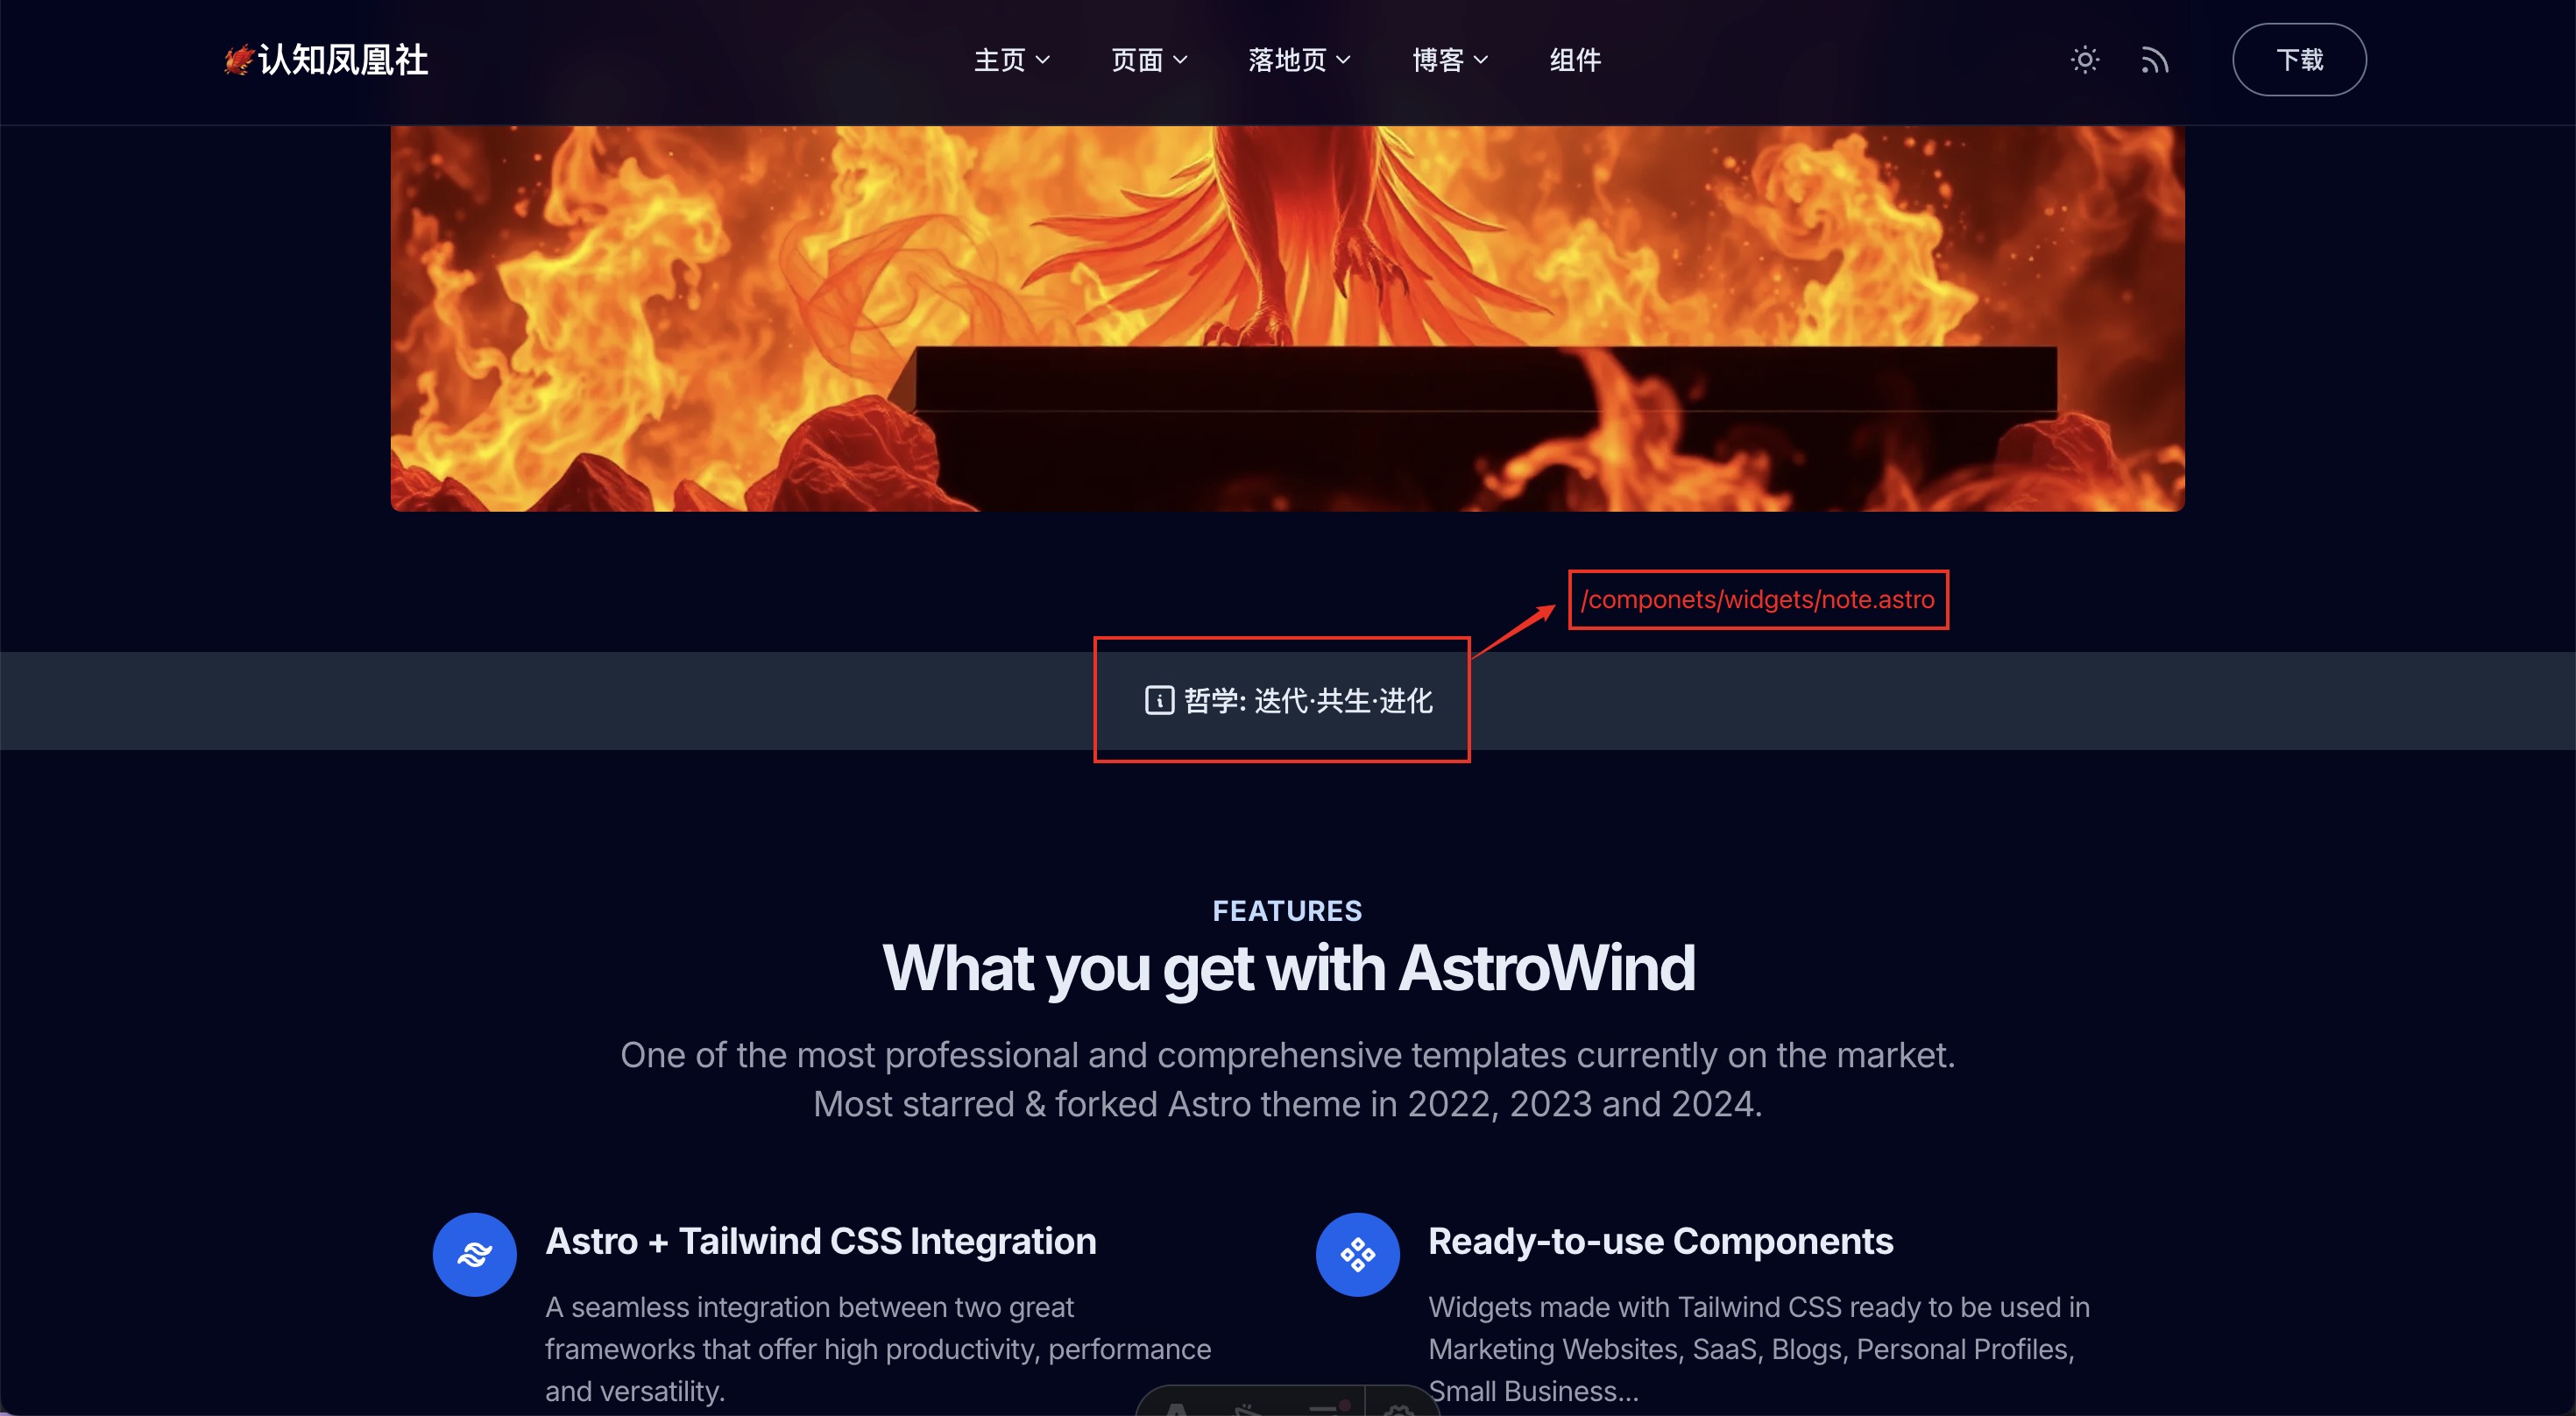 认知凤凰社
主页 页面 落地页 博客 组件
下载
/componets/widgets/note.astro
哲学: 迭代·共生·进化
FEATURES
What you get with AstroWind
One of the most professional and comprehensive templates currently on the market.
Most starred & forked Astro theme in 2022, 2023 and 2024.
Astro + Tailwind CSS Integration
A seamless integration between two great
frameworks that offer high productivity, performance
and versatility.
Ready-to-use Components
Widgets made with Tailwind CSS ready to be used in
Marketing Websites, SaaS, Blogs, Personal Profiles,
Small Business...